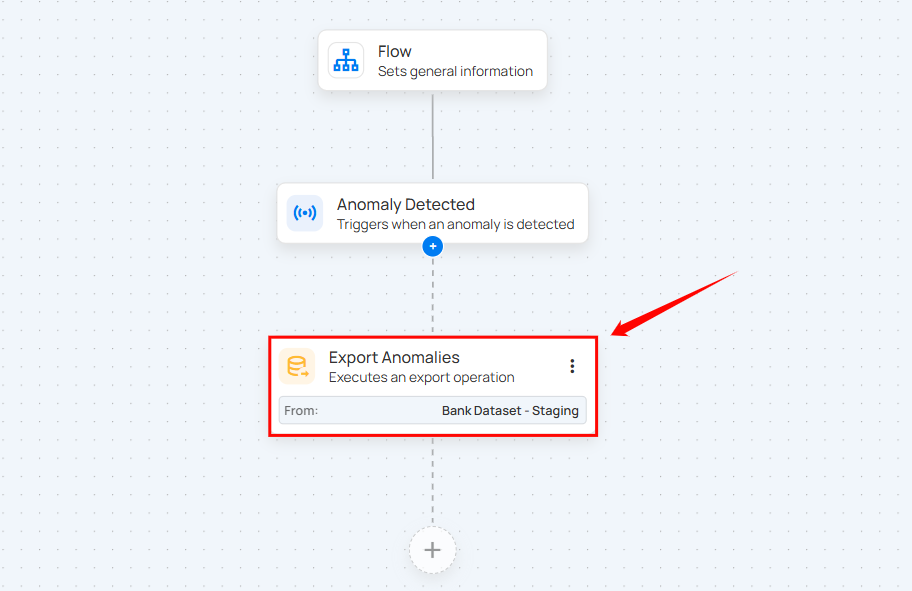 Flow
Sets general information
Anomaly Detected
Triggers when an anomaly is detected
Export Anomalies
Executes an export operation
From: Bank Dataset - Staging